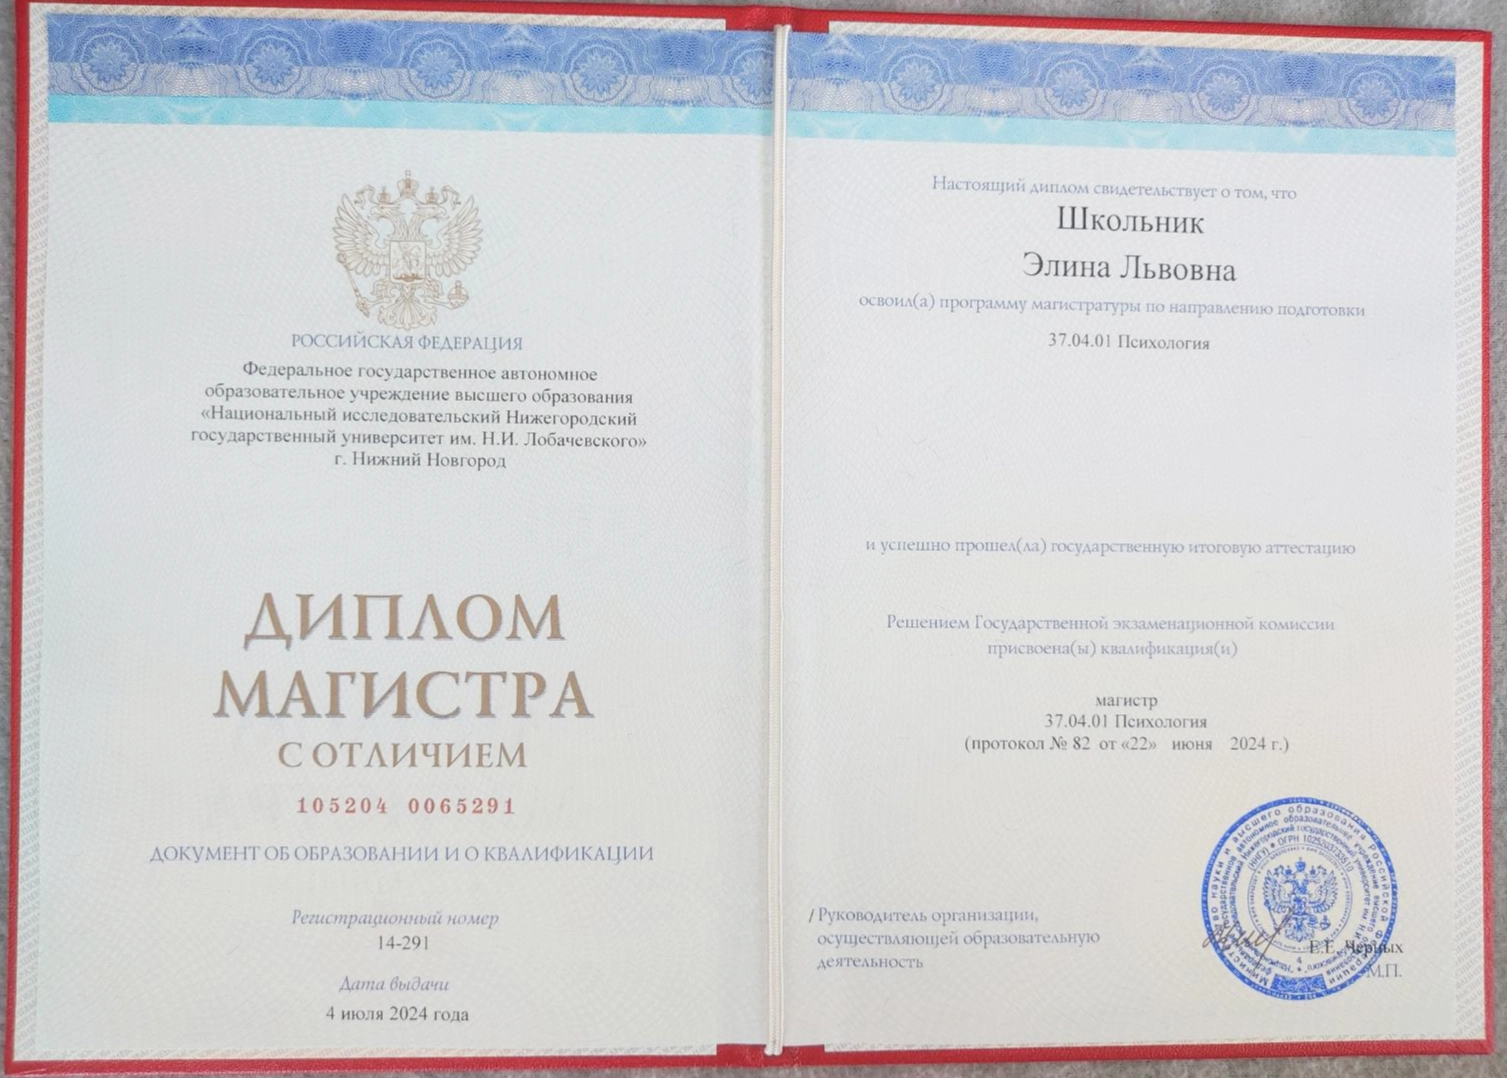 РОССИЙСКАЯ ФЕДЕРАЦИЯ
Федеральное государственное автономное
образовательное учреждение высшего образования
«Национальный исследовательский Нижегородский
государственный университет им. Н.И. Лобачевского»
г. Нижний Новгород
ДИПЛОМ
МАГИСТРА
С ОТЛИЧИЕМ
105204 0065291
ДОКУМЕНТ ОБ ОБРАЗОВАНИИ И О КВАЛИФИКАЦИИ
Регистрационный номер
14-291
Дата выдачи
4 июля 2024 года
Настоящий диплом свидетельствует о том, что
Школьник
Элина Львовна
освоил(а) программу магистратуры по направлению подготовки
37.04.01 Психология
и успешно прошел(ла) государственную итоговую аттестацию
Решением Государственной экзаменационной комиссии
присвоена(ы) квалификация(и)
магистр
37.04.01 Психология
(протокол № 82 от «22» июня 2024 г.)
/ Руководитель организации,
осуществляющей образовательную
деятельность
Е.Е. Черных
М.П.